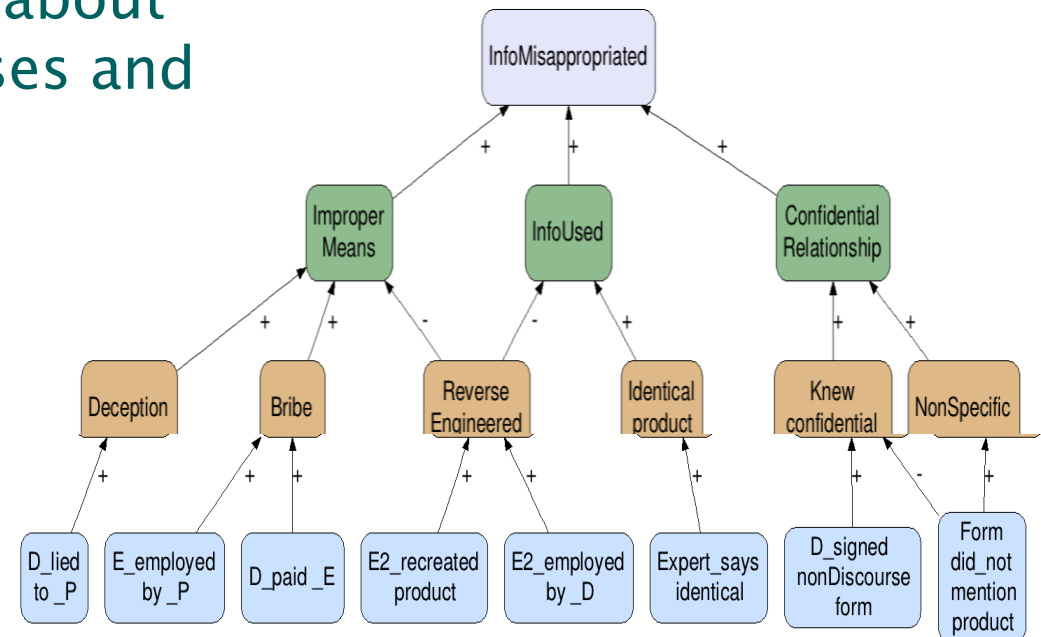 about
ses and
InfoMisappropriated
+
+
+
Improper
Means
InfoUsed
Confidential
Relationship
+
+
-
-
+
+
+
Deception
Bribe
Reverse
Engineered
Identical
product
Knew
confidential
NonSpecific
+
+
+
+
+
+
+
-
+
D_lied
to _P
E_employed
by _P
D_paid _E
E2_recreated
product
E2_employed
by _D
Expert_says
identical
D_signed
nonDiscourse
form
Form
did_not
mention
product